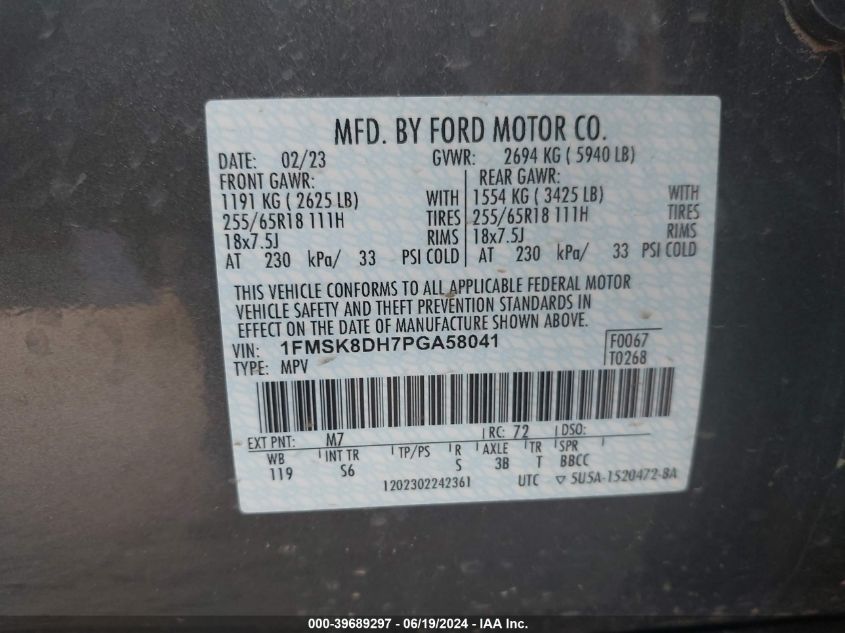 MFD. BY FORD MOTOR CO.
DATE: 02/23 GVWR: 2694 KG ( 5940 LB)
FRONT GAWR: REAR GAWR:
1191 KG ( 2625 LB) WITH 1554 KG ( 3425 LB) WITH
255/65R18 111H TIRES 255/65R18 111H TIRES
18x7.5J RIMS 18x7.5J RIMS
AT 230 kPa/ 33 PSI COLD AT 230 kPa/ 33 PSI COLD
THIS VEHICLE CONFORMS TO ALL APPLICABLE FEDERAL MOTOR
VEHICLE SAFETY AND THEFT PREVENTION STANDARDS IN
EFFECT ON THE DATE OF MANUFACTURE SHOWN ABOVE.
VIN: 1FMSK8DH7PGA58041 F0067
TYPE: MPV T0268
EXT PNT: M7 RC: 72 DSO:
WB INT TR TP/PS R AXLE TR SPR
119 S6 S 3B T BBCC
1202302242361 UTC ▽ 5U5A-1520472-BA
000-39689297 - 06/19/2024 - IAA Inc.